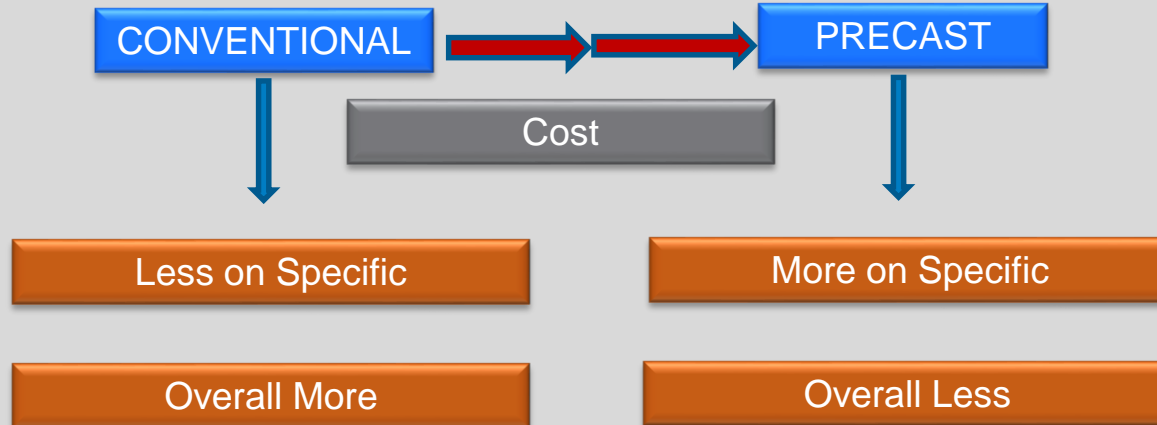 CONVENTIONAL
PRECAST
Cost
Less on Specific
More on Specific
Overall More
Overall Less